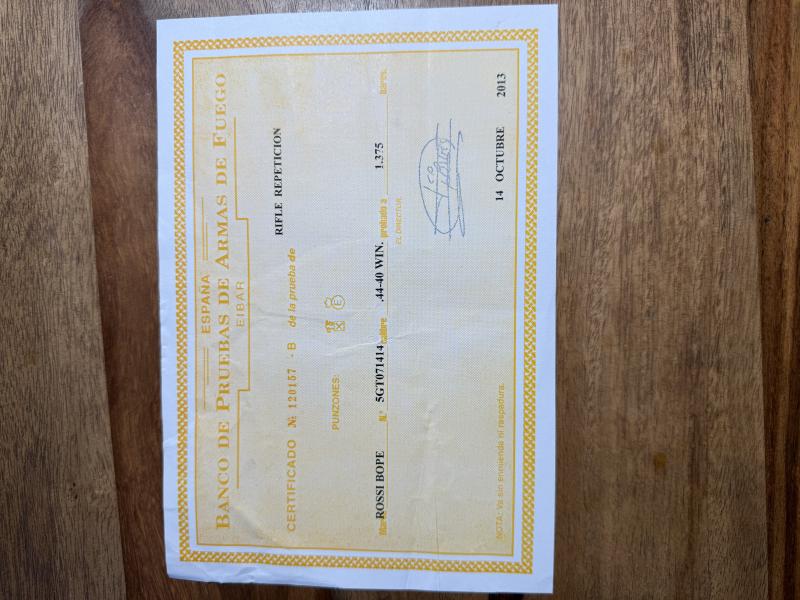 ESPAÑA
BANCO DE PRUEBAS DE ARMAS DE FUEGO
EIBAR
CERTIFICADO № 120157 - B de la prueba de RIFLE REPETICION
PUNZONES:
ROSSI BOPE N.° 5GT071414 calibre .44-40 WIN. probado a 1.375 bares.
EL DIRECTOR,
14 OCTUBRE 2013
NOTA: Va sin enmienda ni raspadura.